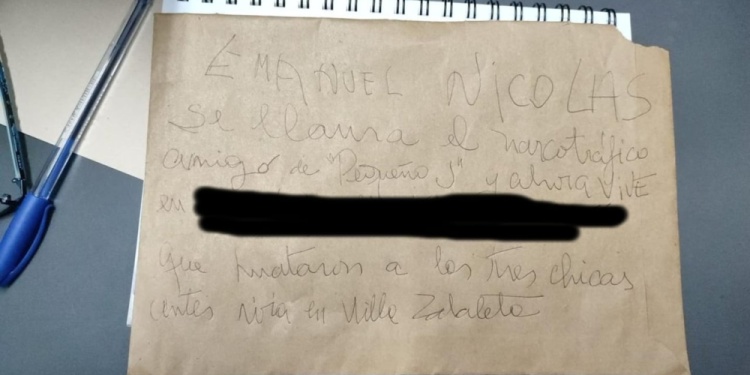 EMANUEL NICOLAS
Se llama el narcotráfico
amigo de "Pequeño J" y ahora VIVE
en
que mataron a las tres chicas
antes vivia en Villa Zabaleta